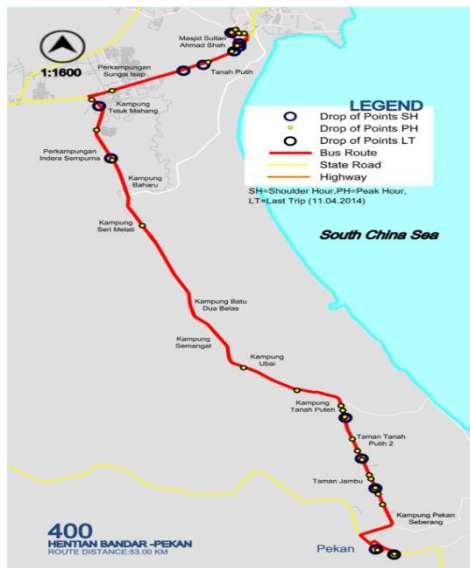 Masjid Sultan
Ahmad Shah
1:1600
Perkampungan
Sungai Isap
Tanah Putih
Kampung
Teluk Mahang
LEGEND
Drop of Points SH
Drop of Points PH
Drop of Points LT
Bus Route
State Road
Highway
SH=Shoulder Hour,PH=Peak Hour,
LT=Last Trip (11.04.2014)
Perkampungan
Indera Sempurna
Kampung
Baharu
Kampung
Seri Melati
South China Sea
Kampung Batu
Dua Belas
Kampung
Semangat
Kampung
Ubai
Kampung
Tanah Puteh
Taman Tanah
Putih 2
Taman Jambu
Kampung Pekan
Seberang
400
HENTIAN BANDAR -PEKAN
ROUTE DISTANCE:53.00 KM
Pekan